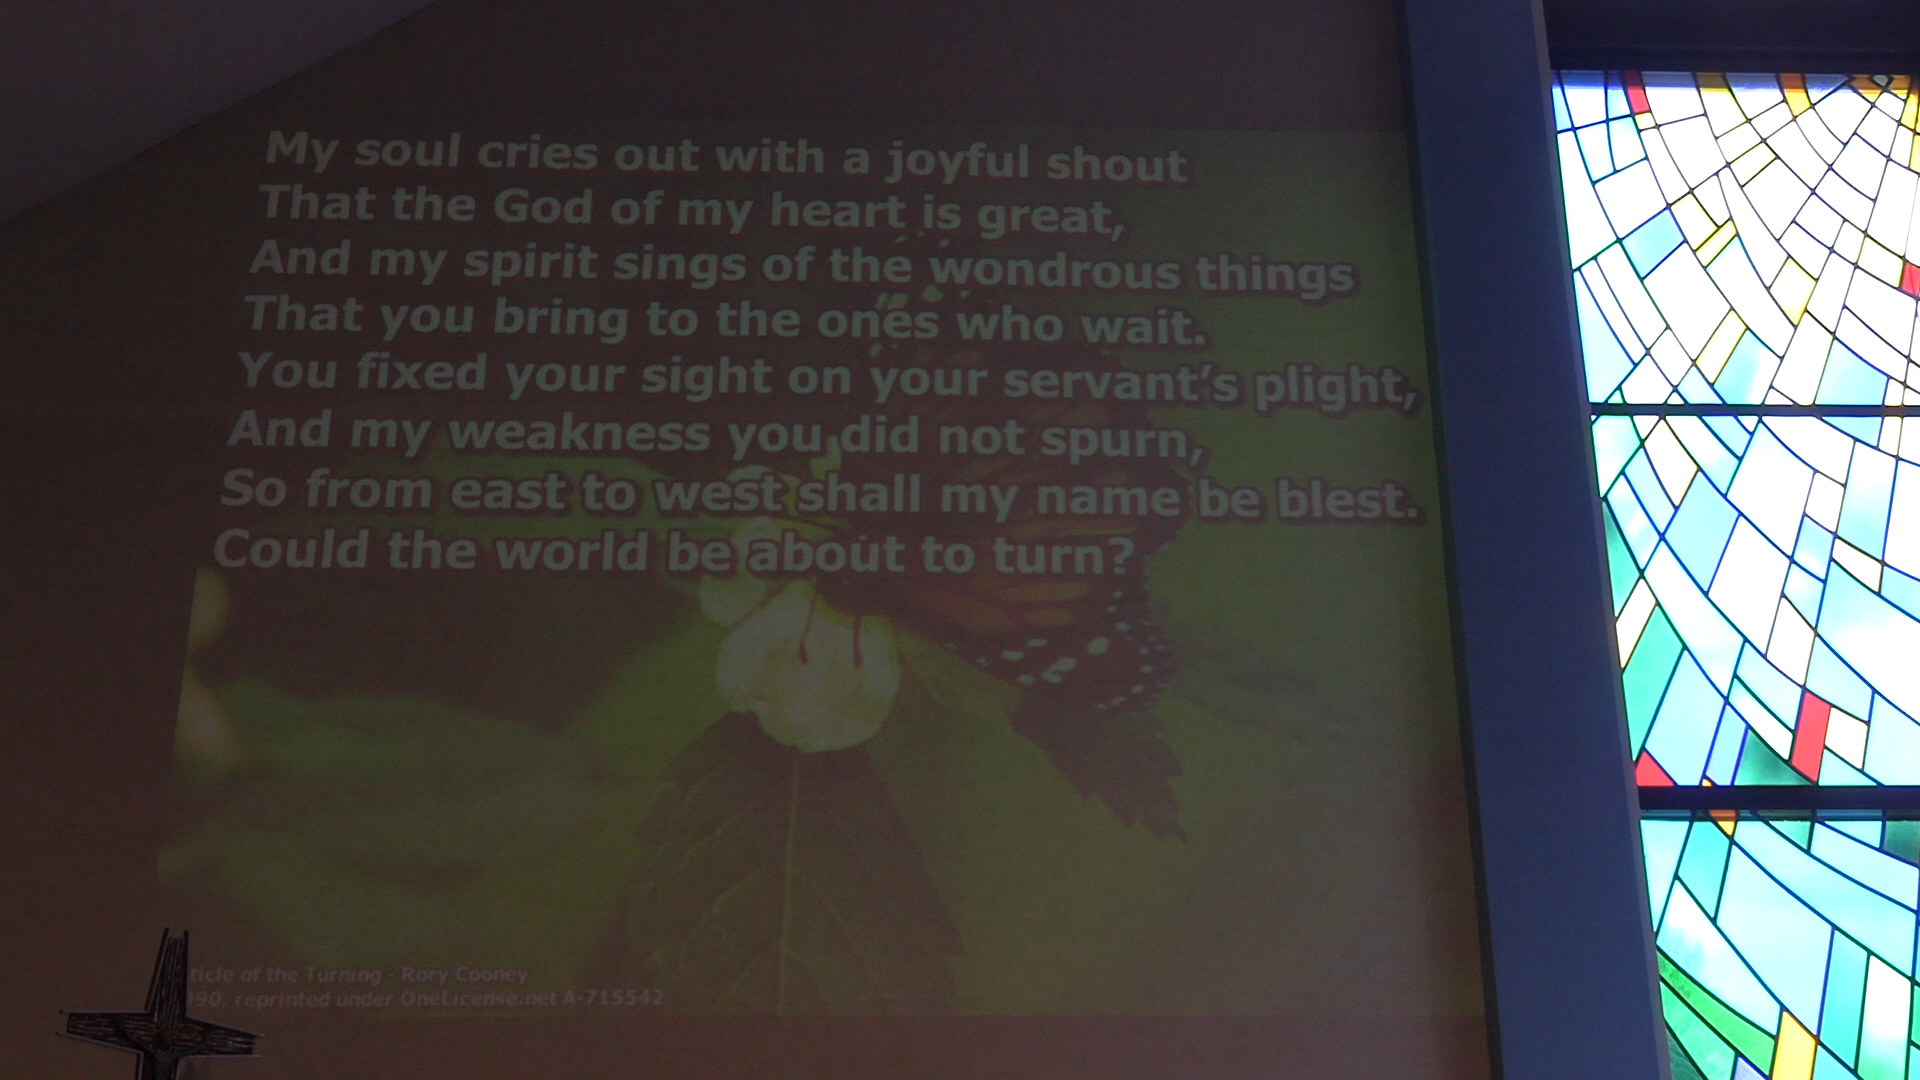 My soul cries out with a joyful shout
That the God of my heart is great,
And my spirit sings of the wondrous things
That you bring to the ones who wait.
You fixed your sight on your servant’s plight,
And my weakness you did not spurn,
So from east to west shall my name be blest.
Could the world be about to turn?
ticle of the Turning - Rory Cooney
990, reprinted under OneLicense.net A-715542